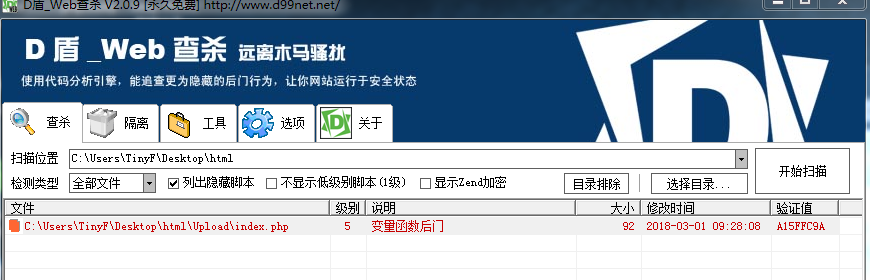 D盾_Web查杀 V2.0.9 [永久免费] http://www.d99net.net/
D盾_Web查杀 远离木马骚扰
使用代码分析引擎，能追查更为隐藏的后门行为，让你网站运行于安全状态
查杀 隔离 工具 选项 关于
扫描位置 C:\Users\TinyF\Desktop\html 开始扫描
检测类型 全部文件 列出隐藏脚本 不显示低级别脚本(1级) 显示Zend加密 目录排除 选择目录...
文件 级别 说明 大小 修改时间 验证值
C:\Users\TinyF\Desktop\html\Upload\index.php 5 变量函数后门 92 2018-03-01 09:28:08 A15FFC9A